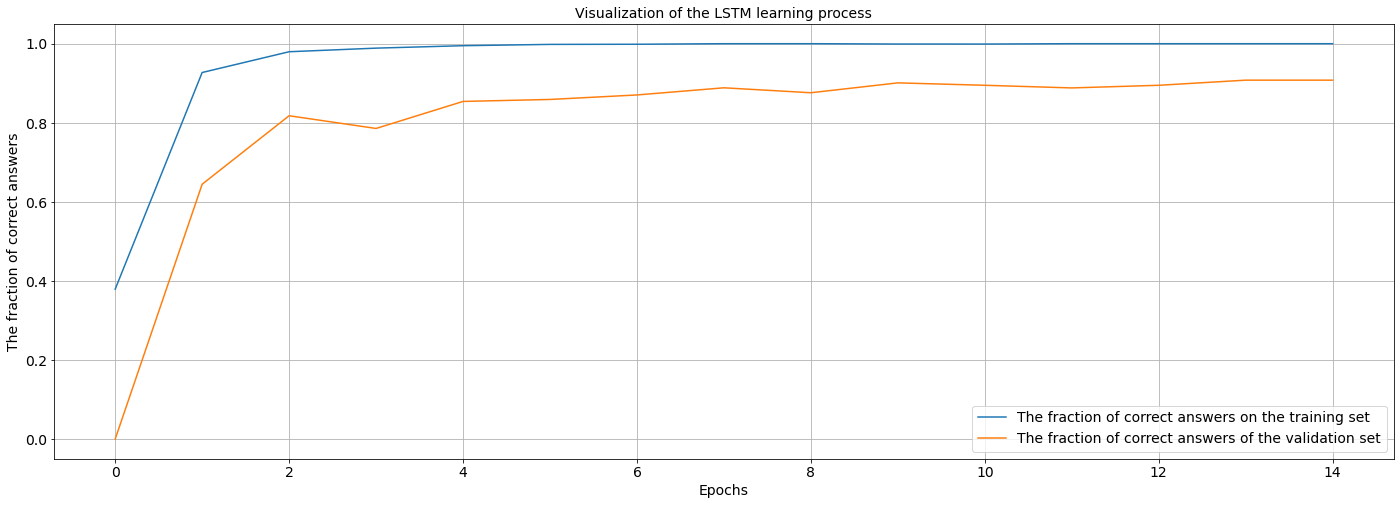 Visualization of the LSTM learning process
The fraction of correct answers
1.0
0.8
0.6
0.4
0.2
0.0
The fraction of correct answers on the training set
The fraction of correct answers of the validation set
0 2 4 6 8 10 12 14
Epochs